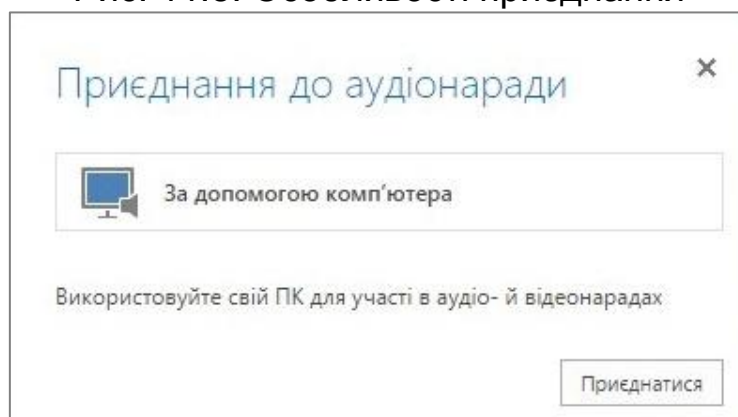 Приєднання до аудіонаради
За допомогою комп'ютера
Використовуйте свій ПК для участі в аудіо- й відеонарадах
Приєднатися